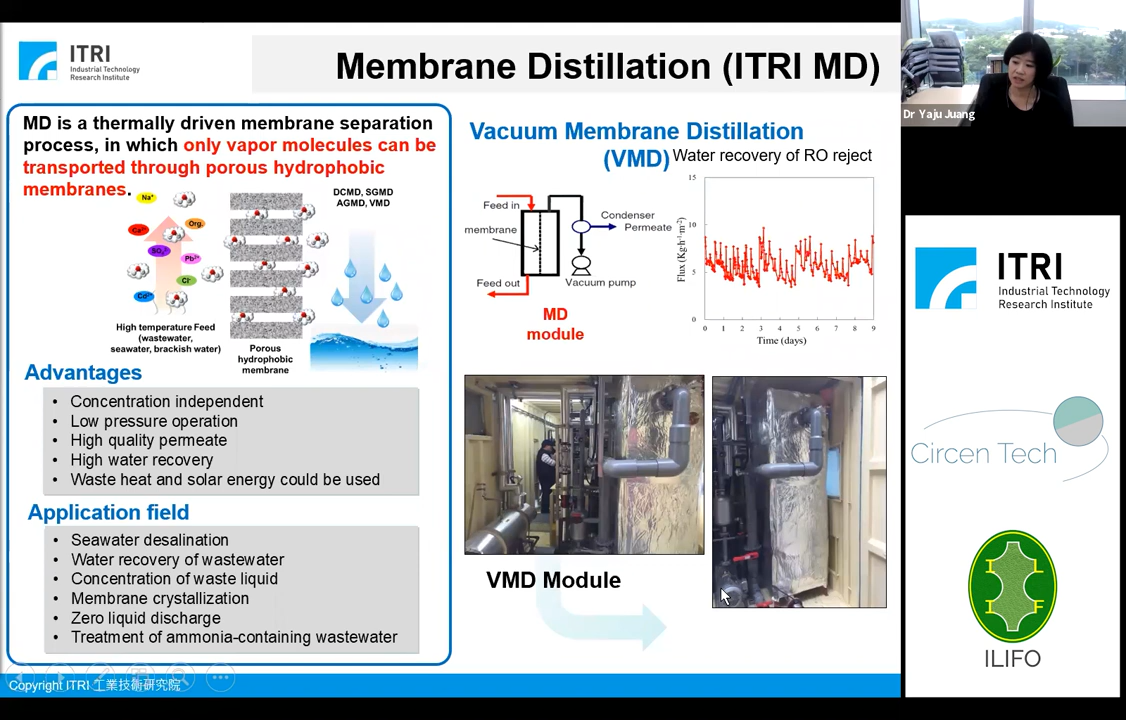 ITRI
Industrial Technology
Research Institute
Membrane Distillation (ITRI MD)
MD is a thermally driven membrane separation
process, in which only vapor molecules can be
transported through porous hydrophobic
membranes.
Na⁺
Ca²⁺
Org.
SO₄²⁻
Pb²⁺
Cl⁻
Cd²⁺
DCMD, SGMD
AGMD, VMD
High temperature Feed
(wastewater,
seawater, brackish water)
Porous
hydrophobic
membrane
Advantages
• Concentration independent
• Low pressure operation
• High quality permeate
• High water recovery
• Waste heat and solar energy could be used
Application field
• Seawater desalination
• Water recovery of wastewater
• Concentration of waste liquid
• Membrane crystallization
• Zero liquid discharge
• Treatment of ammonia-containing wastewater
Vacuum Membrane Distillation
(VMD)
Water recovery of RO reject
Feed in
membrane
Feed out
Condenser
Permeate
Vacuum pump
MD
module
Flux (Kg·h⁻¹·m⁻²)
15
10
5
0
0 1 2 3 4 5 6 7 8 9
Time (days)
VMD Module
Copyright ITRI 工業技術研究院
Dr Yaju Juang
ITRI
Industrial Technology
Research Institute
Circen Tech
I L
I F
ILIFO